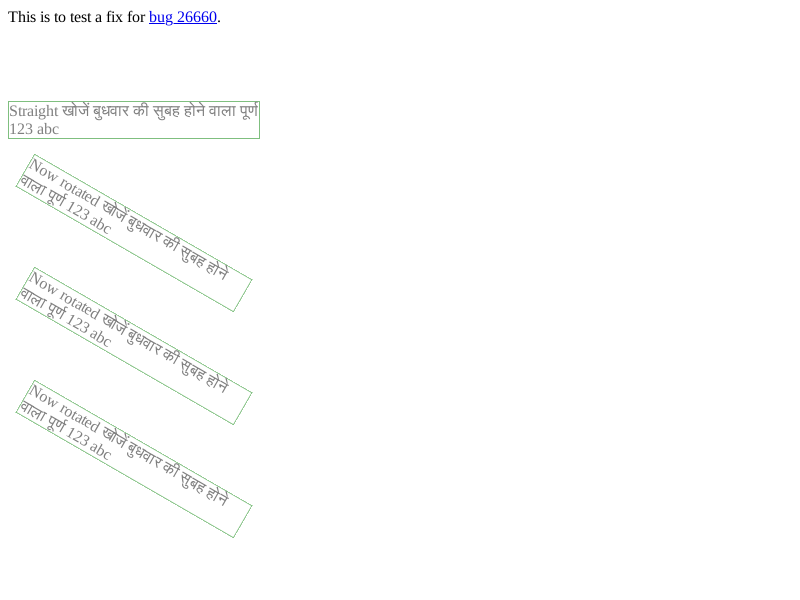 This is to test a fix for bug 26660.
Straight खोजें बुधवार की सुबह होने वाला पूर्ण
123 abc
Now rotated खोजें बुधवार की सुबह होने
वाला पूर्ण 123 abc
Now rotated खोजें बुधवार की सुबह होने
वाला पूर्ण 123 abc
Now rotated खोजें बुधवार की सुबह होने
वाला पूर्ण 123 abc